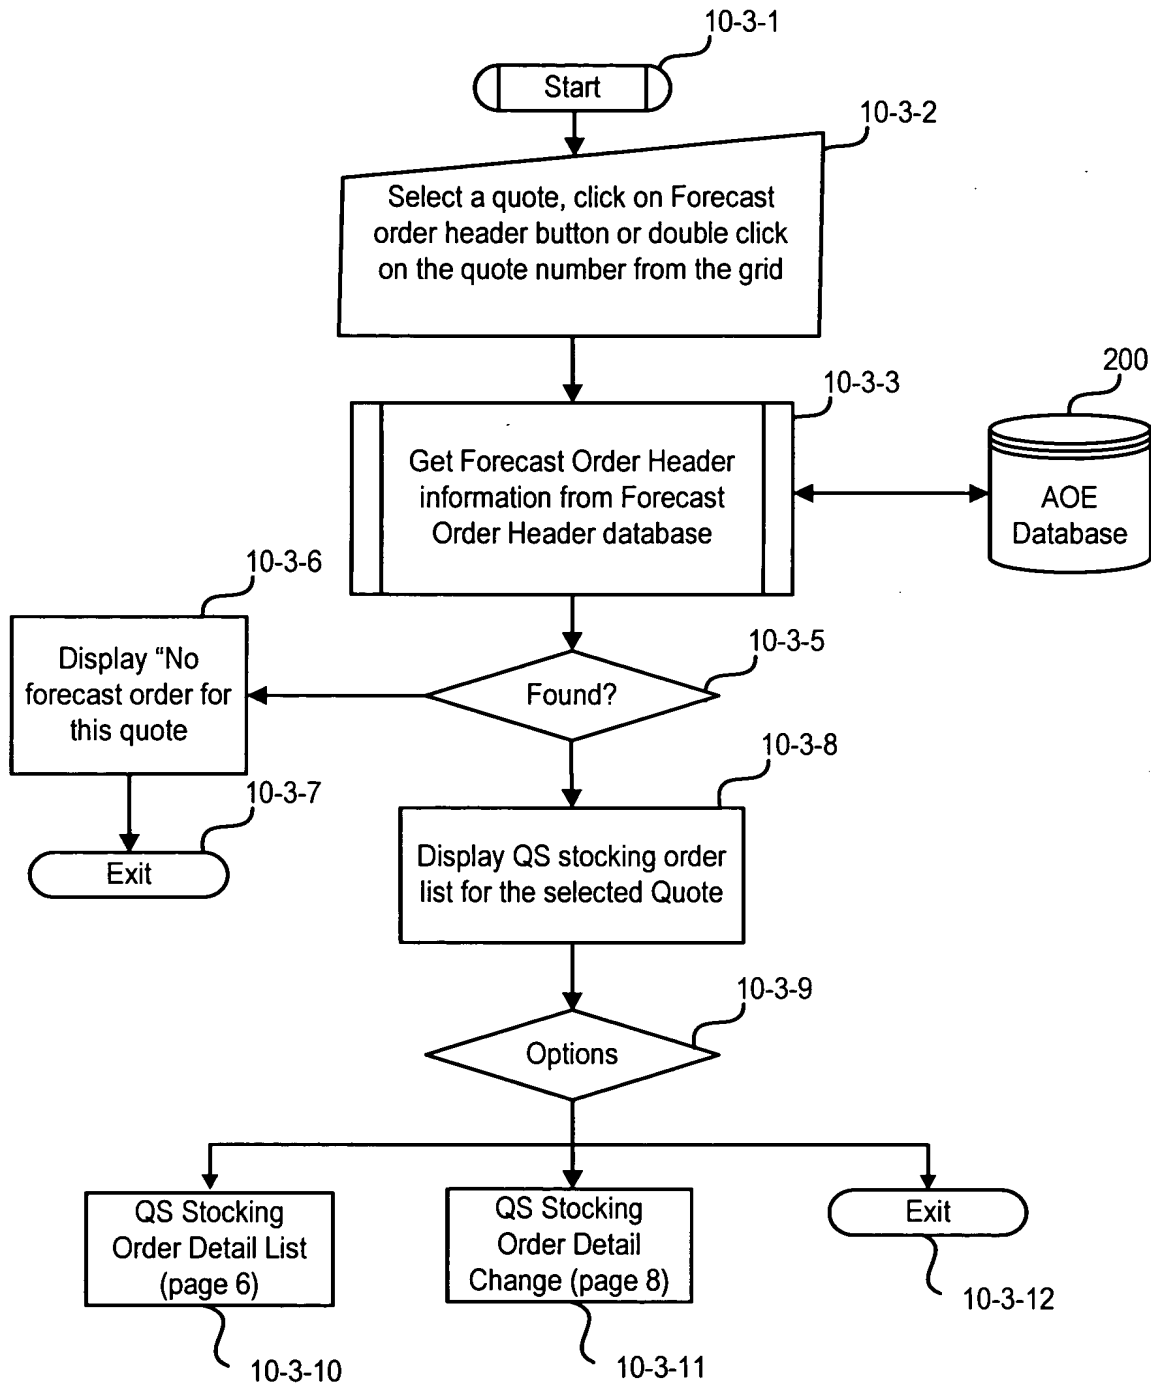 10-3-1
Start
10-3-2
Select a quote, click on Forecast
order header button or double click
on the quote number from the grid
10-3-3
200
Get Forecast Order Header
information from Forecast
Order Header database
AOE
Database
10-3-6
Display “No
forecast order for
this quote
10-3-5
Found?
10-3-7
Exit
10-3-8
Display QS stocking order
list for the selected Quote
10-3-9
Options
QS Stocking
Order Detail List
(page 6)
QS Stocking
Order Detail
Change (page 8)
Exit
10-3-10
10-3-11
10-3-12